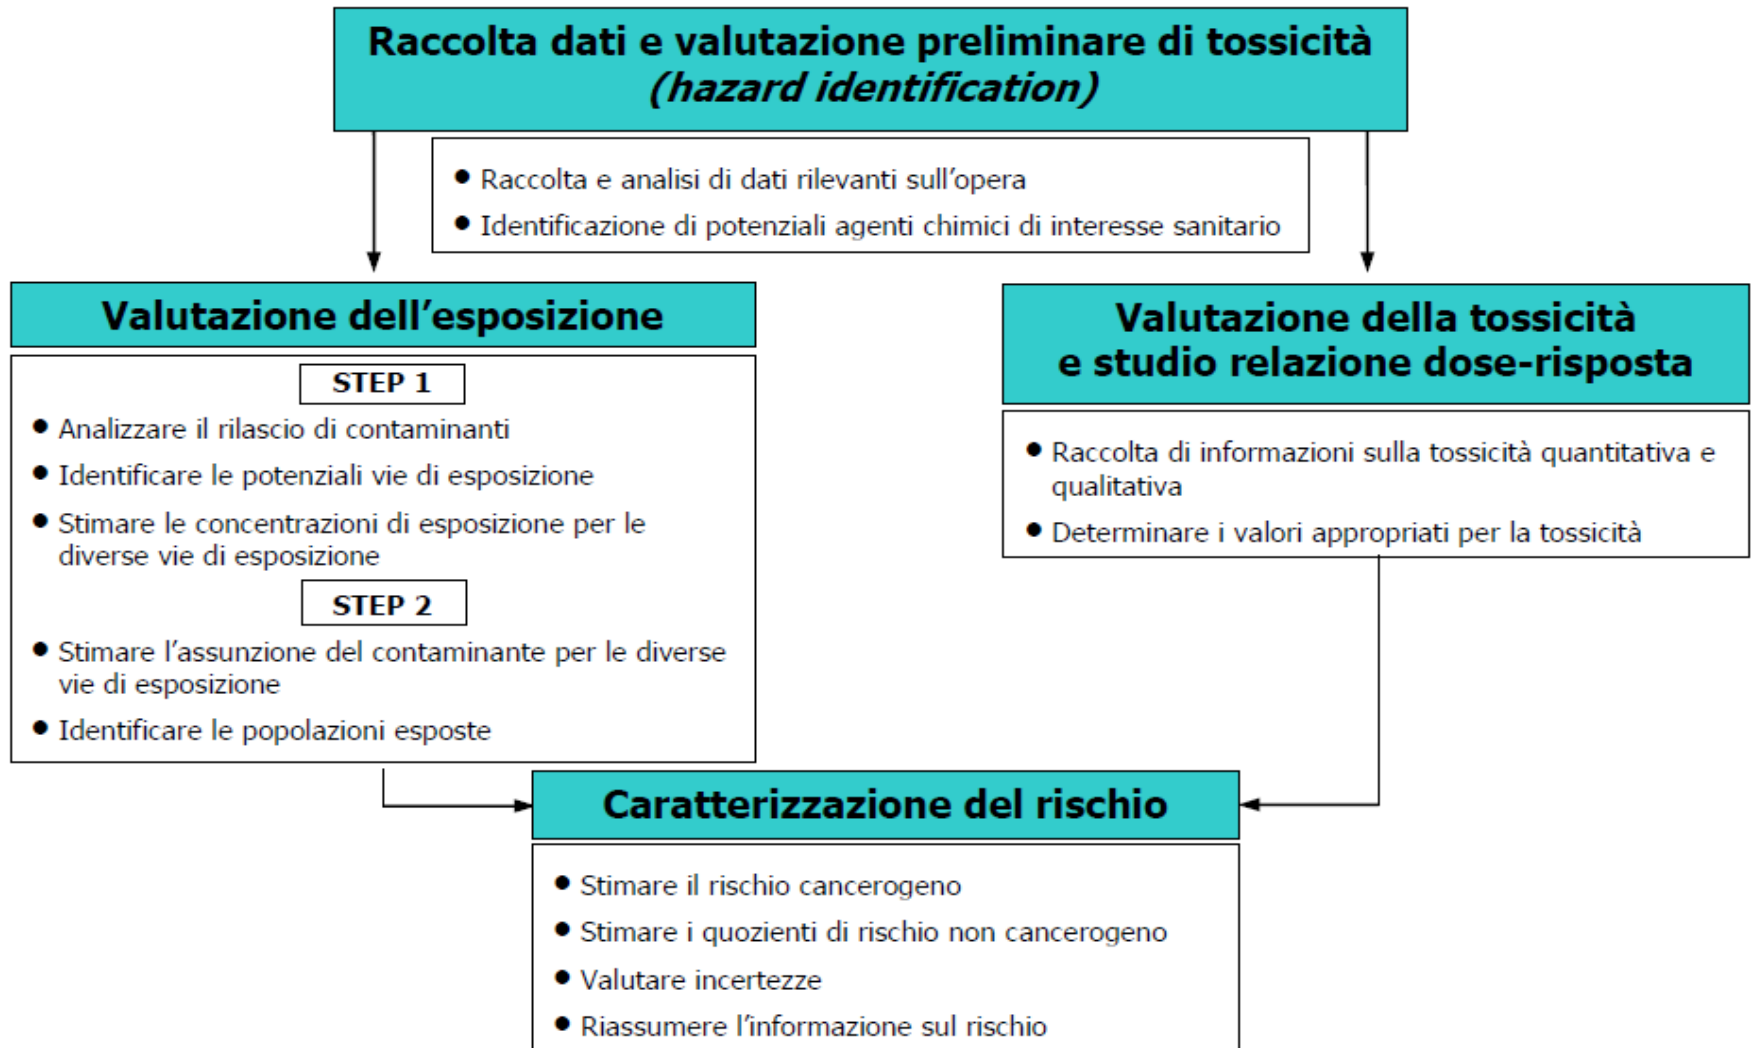 Raccolta dati e valutazione preliminare di tossicità
(hazard identification)
● Raccolta e analisi di dati rilevanti sull’opera
● Identificazione di potenziali agenti chimici di interesse sanitario
Valutazione dell’esposizione
STEP 1
● Analizzare il rilascio di contaminanti
● Identificare le potenziali vie di esposizione
● Stimare le concentrazioni di esposizione per le
diverse vie di esposizione
STEP 2
● Stimare l’assunzione del contaminante per le diverse
vie di esposizione
● Identificare le popolazioni esposte
Valutazione della tossicità
e studio relazione dose-risposta
● Raccolta di informazioni sulla tossicità quantitativa e
qualitativa
● Determinare i valori appropriati per la tossicità
Caratterizzazione del rischio
● Stimare il rischio cancerogeno
● Stimare i quozienti di rischio non cancerogeno
● Valutare incertezze
● Riassumere l’informazione sul rischio